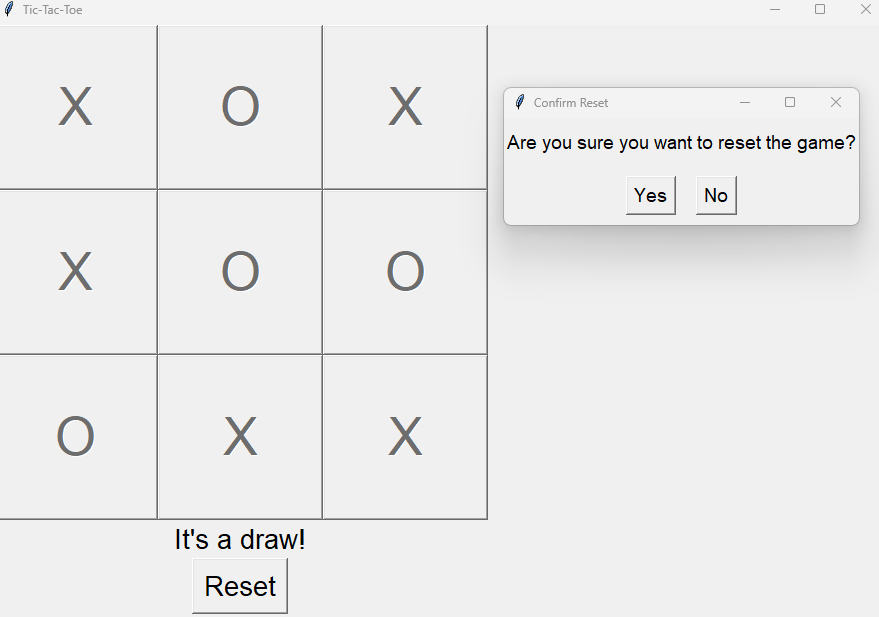 Tic-Tac-Toe
X O X
Confirm Reset
Are you sure you want to reset the game?
Yes No
X O O
O X X
It's a draw!
Reset